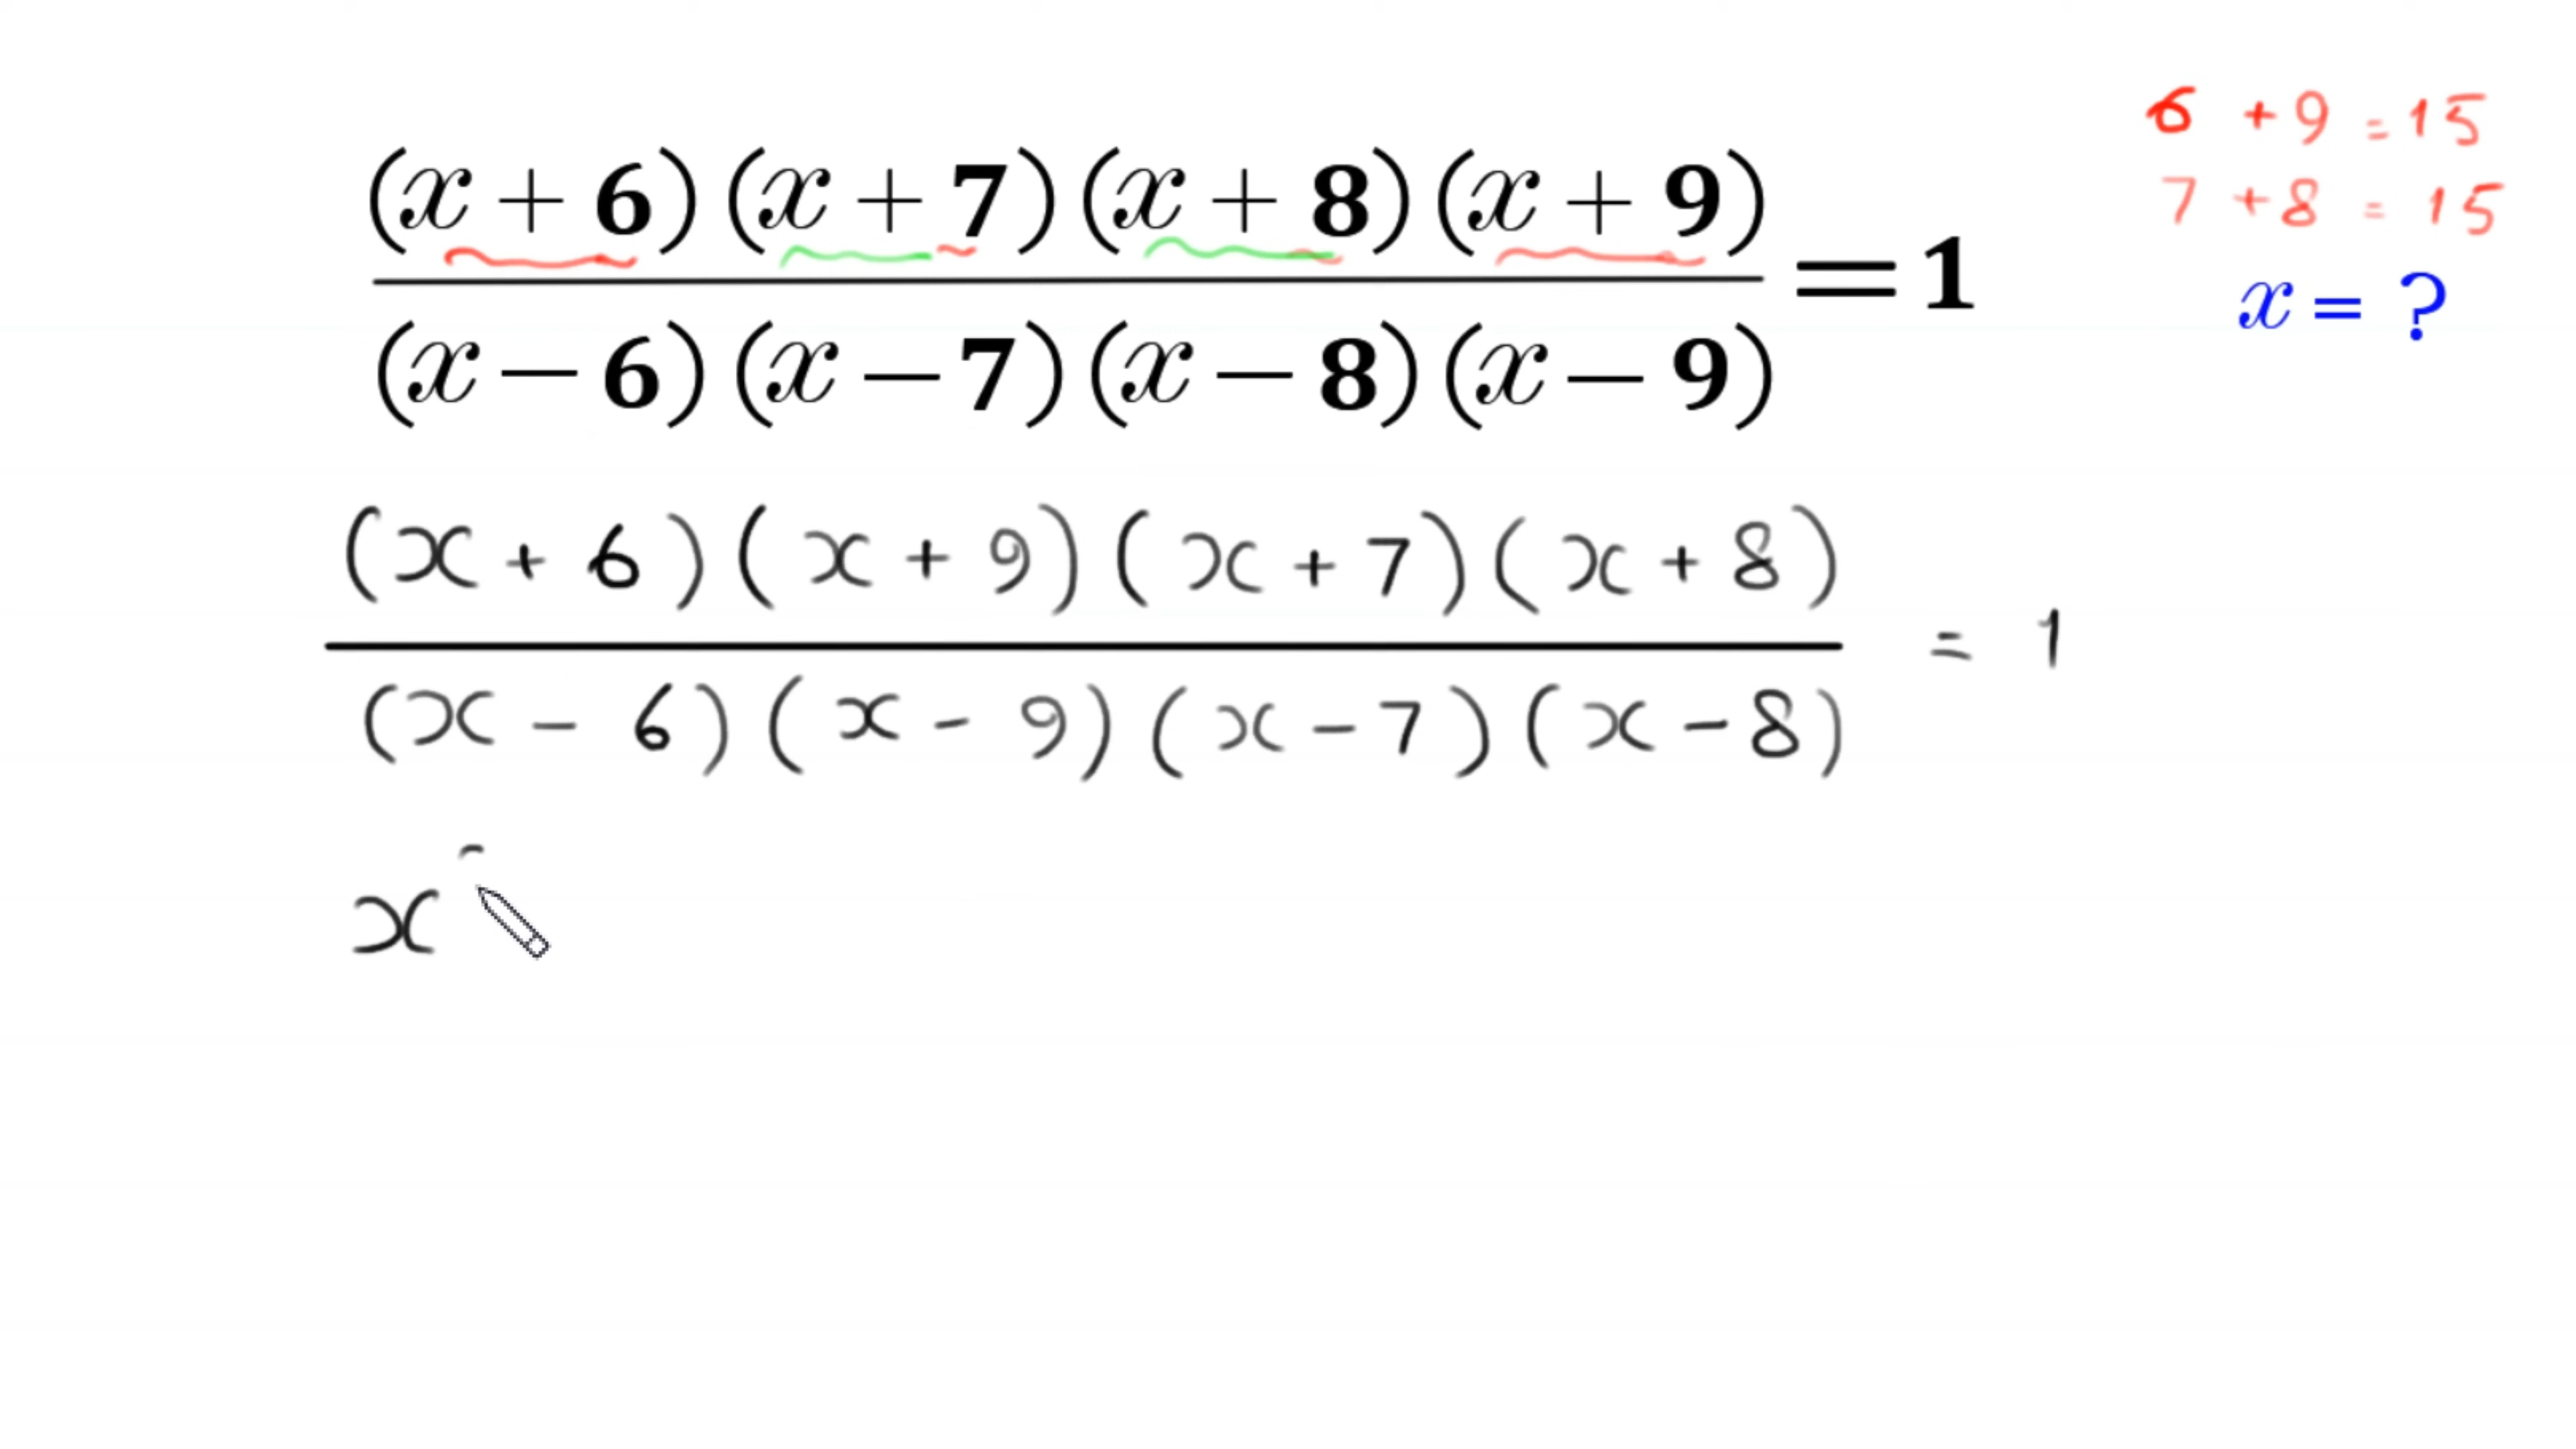 (x + 6)(x + 7)(x + 8)(x + 9)
(x − 6)(x − 7)(x − 8)(x − 9)
= 1
6 + 9 = 15
7 + 8 = 15
x = ?
(x + 6)(x + 9)(x + 7)(x + 8)
(x − 6)(x − 9)(x − 7)(x − 8)
= 1
x